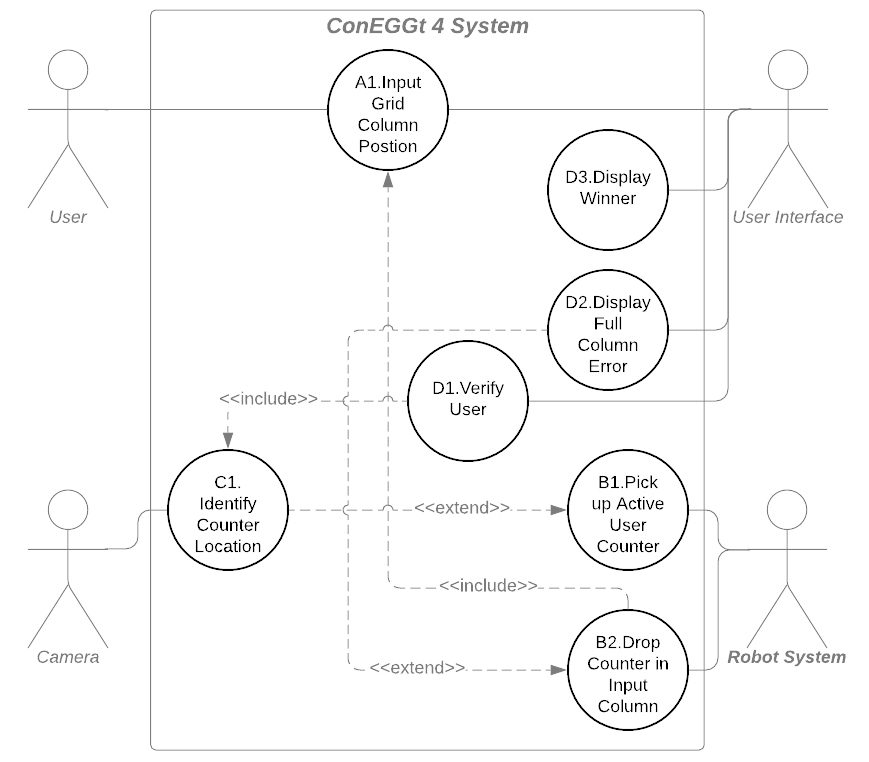 ConEGGt 4 System
A1.Input
Grid
Column
Postion
D3.Display
Winner
User
User Interface
D2.Display
Full
Column
Error
D1.Verify
User
<<include>>
C1.
Identify
Counter
Location
<<extend>>
B1.Pick
up Active
User
Counter
<<include>>
B2.Drop
Counter in
Input
Column
<<extend>>
Camera
Robot System